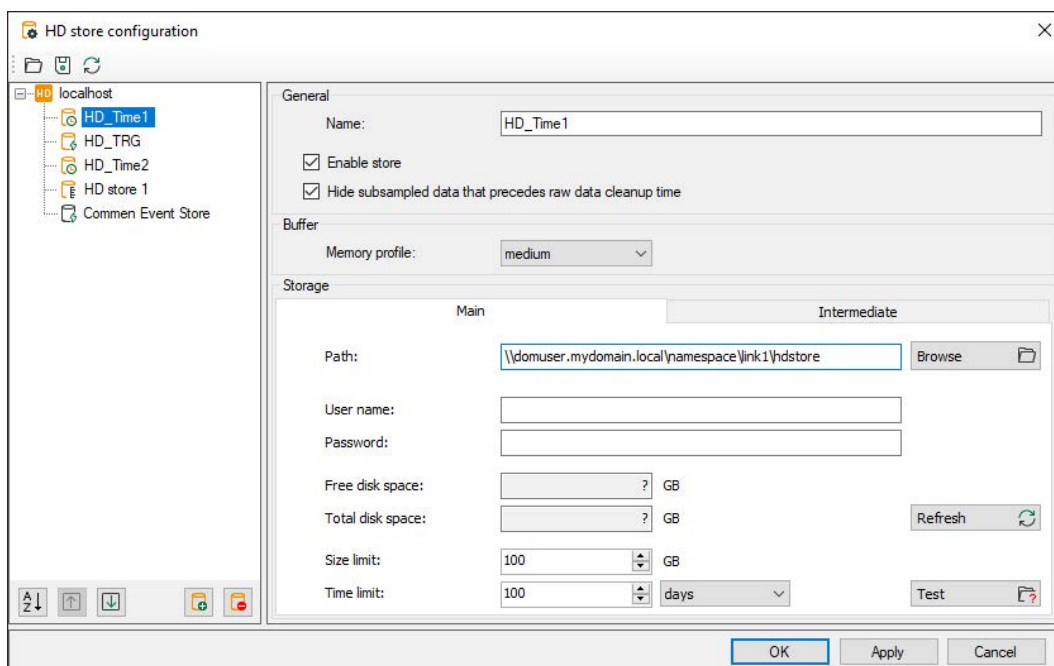 HD store configuration
HD localhost
HD_Time1
HD_TRG
HD_Time2
HD store 1
Commen Event Store
General
Name: HD_Time1
Enable store
Hide subsampled data that precedes raw data cleanup time
Buffer
Memory profile: medium
Storage
Main Intermediate
Path: \\domuser.mydomain.local\namespace\link1\hdstore Browse
User name:
Password:
Free disk space: ? GB
Total disk space: ? GB Refresh
Size limit: 100 GB
Time limit: 100 days Test ?
A Z
OK Apply Cancel